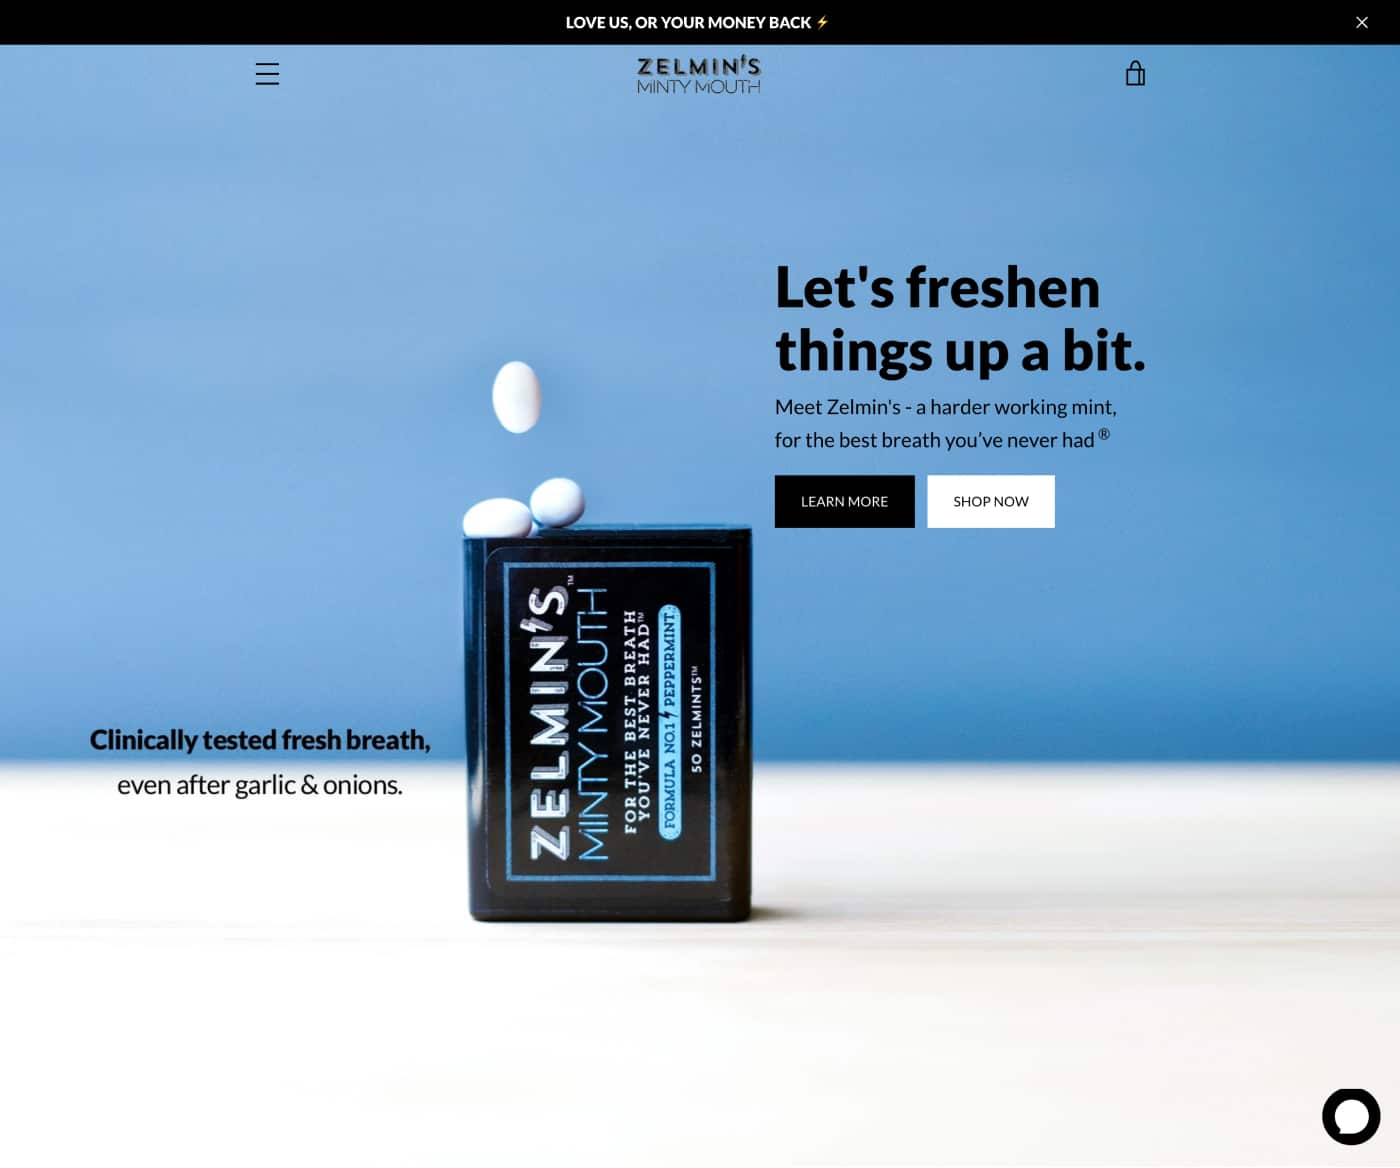 LOVE US, OR YOUR MONEY BACK ⚡
ZELMIN'S
MINTY MOUTH
Let's freshen
things up a bit.
Meet Zelmin's - a harder working mint,
for the best breath you’ve never had ®
LEARN MORE
SHOP NOW
Clinically tested fresh breath,
even after garlic & onions.
ZELMIN'S™
MINTY MOUTH
FOR THE BEST BREATH
YOU'VE NEVER HAD™
FORMULA NO.1 PEPPERMINT
50 ZELMINTS™